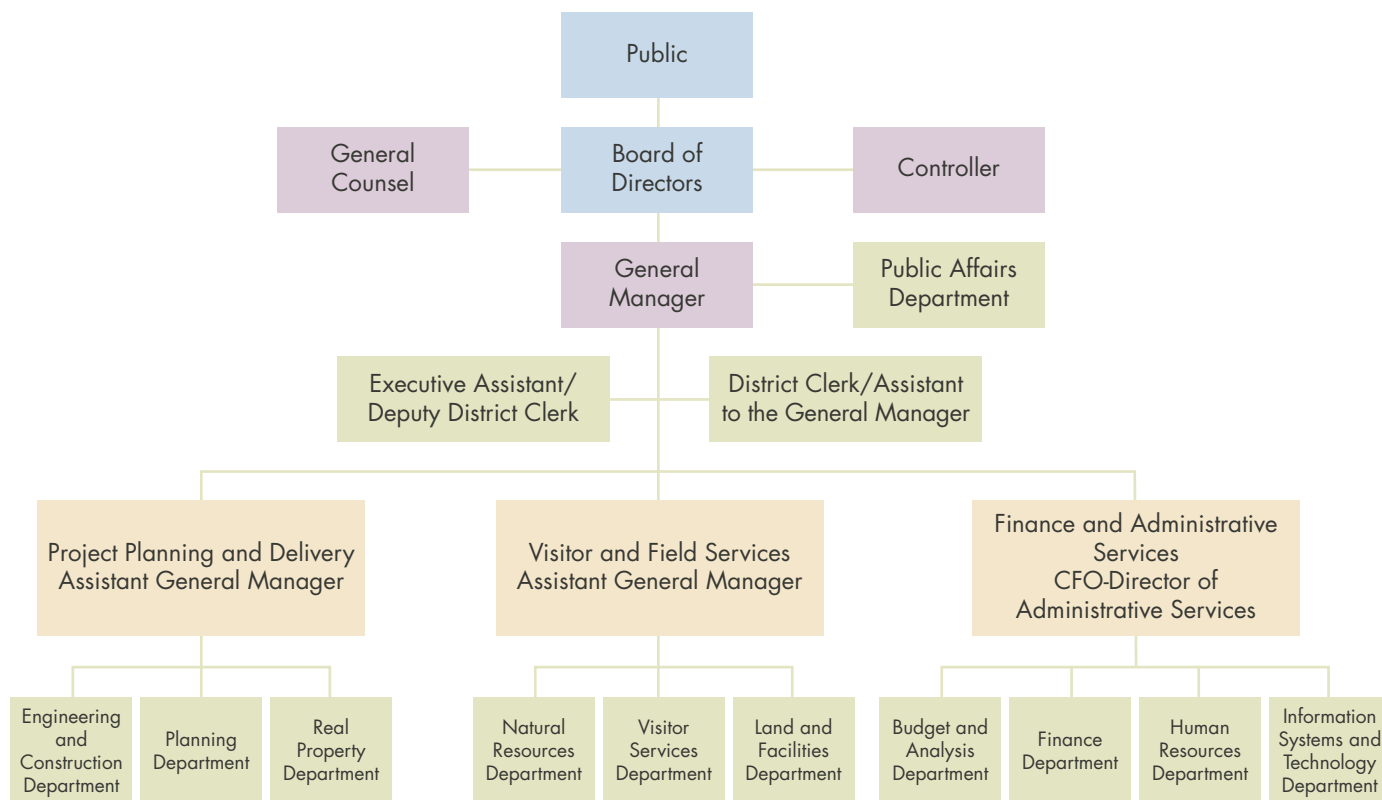 Public
General
Counsel
Board of
Directors
Controller
General
Manager
Public Affairs
Department
Executive Assistant/
Deputy District Clerk
District Clerk/Assistant
to the General Manager
Project Planning and Delivery
Assistant General Manager
Visitor and Field Services
Assistant General Manager
Finance and Administrative
Services
CFO-Director of
Administrative Services
Engineering
and
Construction
Department
Planning
Department
Real
Property
Department
Natural
Resources
Department
Visitor
Services
Department
Land and
Facilities
Department
Budget and
Analysis
Department
Finance
Department
Human
Resources
Department
Information
Systems and
Technology
Department